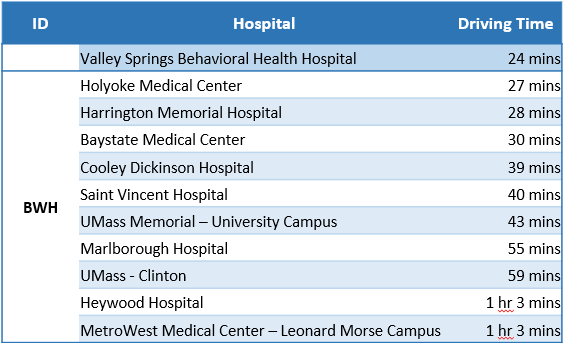 ID Hospital Driving Time
Valley Springs Behavioral Health Hospital 24 mins
Holyoke Medical Center 27 mins
Harrington Memorial Hospital 28 mins
Baystate Medical Center 30 mins
Cooley Dickinson Hospital 39 mins
Saint Vincent Hospital 40 mins
BWH UMass Memorial – University Campus 43 mins
Marlborough Hospital 55 mins
UMass - Clinton 59 mins
Heywood Hospital 1 hr 3 mins
MetroWest Medical Center – Leonard Morse Campus 1 hr 3 mins